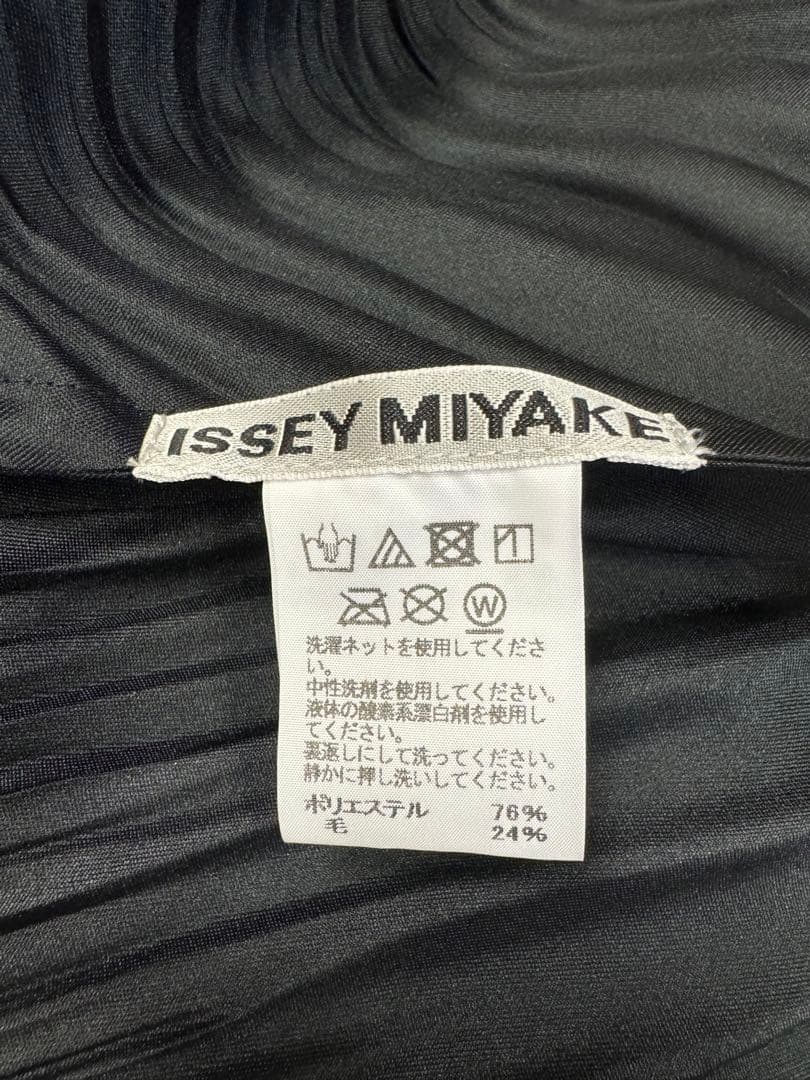 ISSEY MIYAKE
W
洗濯ネットを使用してくださ
い。
中性洗剤を使用してください。
液体の酸素系漂白剤を使用し
てください。
裏返しにして洗ってください。
静かに押し洗いしてください。
ポリエステル 76%
毛 24%